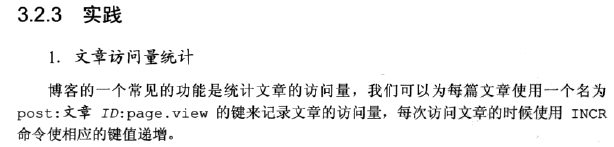 3.2.3 实践
1. 文章访问量统计
博客的一个常见的功能是统计文章的访问量，我们可以为每篇文章使用一个名为
post:文章 ID:page.view 的键来记录文章的访问量，每次访问文章的时候使用 INCR
命令使相应的键值递增。